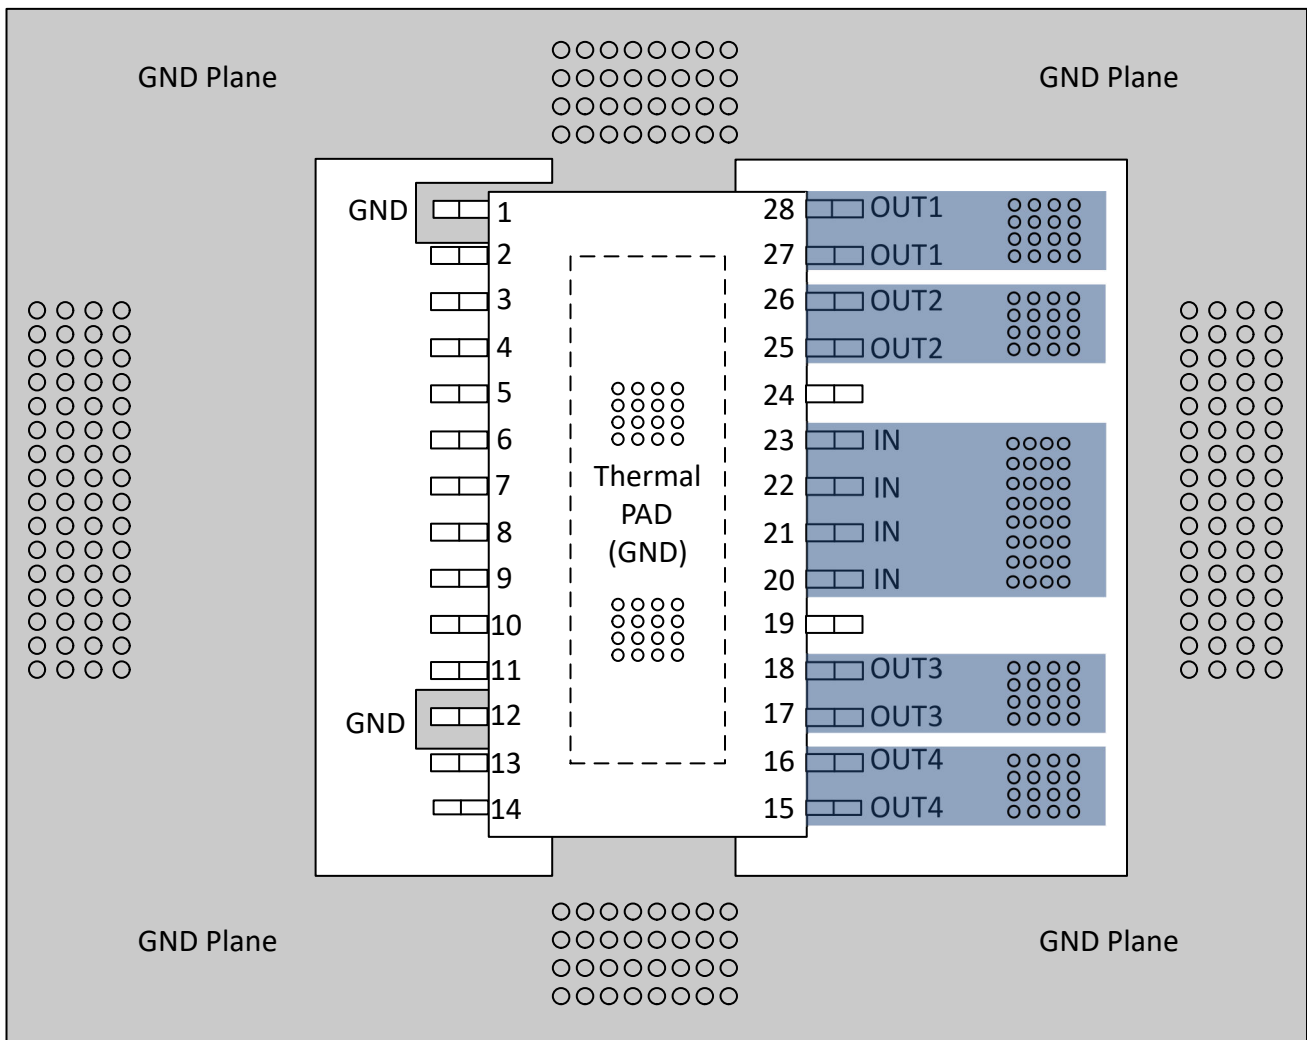 GND Plane
GND Plane
GND
1
28
OUT1
2
27
OUT1
3
26
OUT2
4
25
OUT2
5
24
6
23
IN
7
Thermal
22
IN
PAD
8
21
IN
(GND)
9
20
IN
10
19
11
18
OUT3
GND
12
17
OUT3
13
16
OUT4
14
15
OUT4
GND Plane
GND Plane